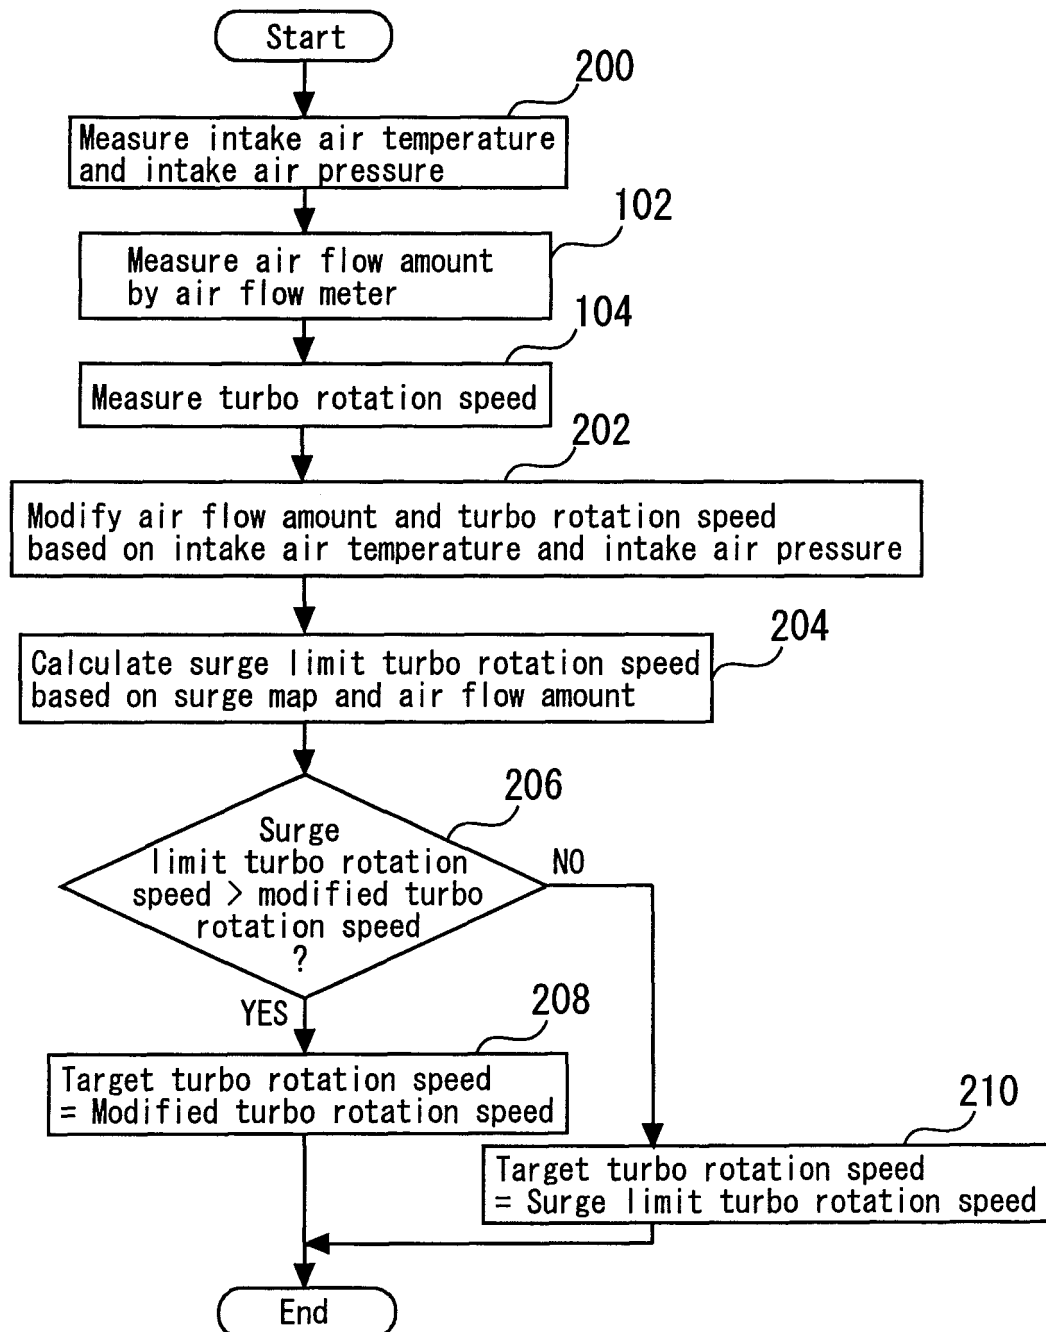 Start
200
Measure intake air temperature
and intake air pressure
102
Measure air flow amount
by air flow meter
104
Measure turbo rotation speed
202
Modify air flow amount and turbo rotation speed
based on intake air temperature and intake air pressure
204
Calculate surge limit turbo rotation speed
based on surge map and air flow amount
206
Surge
limit turbo rotation
speed > modified turbo
rotation speed
?
NO
YES
208
Target turbo rotation speed
= Modified turbo rotation speed
210
Target turbo rotation speed
= Surge limit turbo rotation speed
End